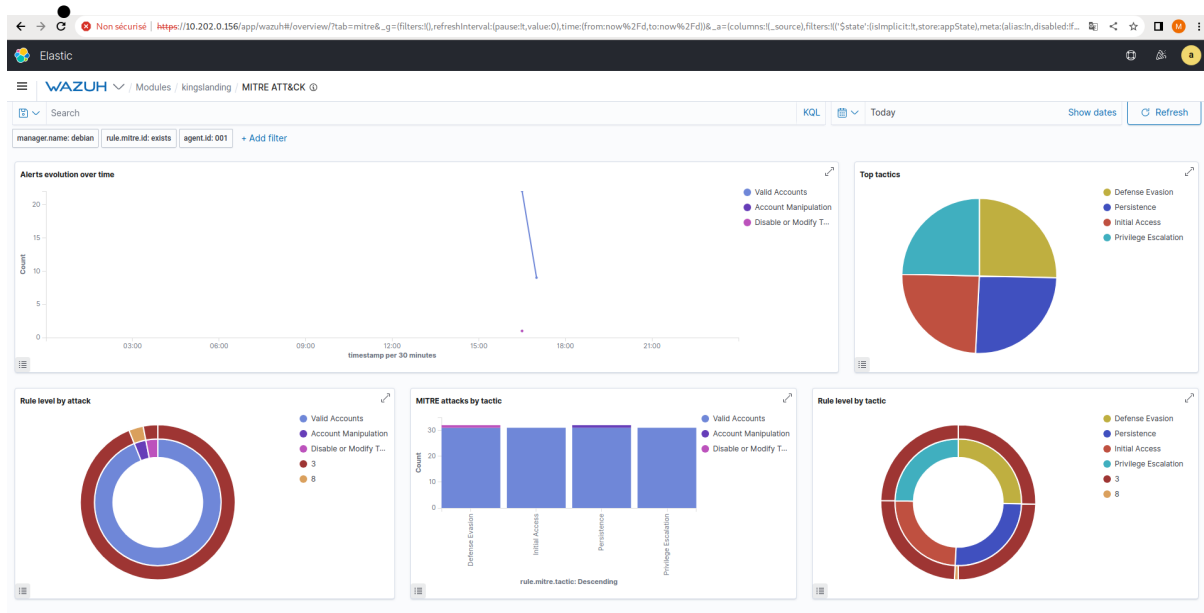 Non sécurisé https://10.202.0.156/app/wazuh#/overview/?tab=mitre&_g=(filters:!(),refreshInterval:(pause:!t,value:0),time:(from:now%2Fd,to:now%2Fd))&_a=(columns:!(_source),filters:!(('$state':(isImplicit:!t,store:appState),meta:(alias:!n,disabled:!f...
M
Elastic
a
WAZUH / Modules / kingslanding / MITRE ATT&CK
Search KQL Today Show dates Refresh
manager.name: debian rule.mitre.id: exists agent.id: 001 + Add filter
Alerts evolution over time
Count
20
15
10
5
0
03:00 06:00 09:00 12:00 15:00 18:00 21:00
timestamp per 30 minutes
Valid Accounts
Account Manipulation
Disable or Modify T...
Top tactics
Defense Evasion
Persistence
Initial Access
Privilege Escalation
Rule level by attack
Valid Accounts
Account Manipulation
Disable or Modify T...
3
8
MITRE attacks by tactic
Count
30
20
10
0
Defense Evasion
Initial Access
Persistence
Privilege Escalation
rule.mitre.tactic: Descending
Valid Accounts
Account Manipulation
Disable or Modify T...
Rule level by tactic
Defense Evasion
Persistence
Initial Access
Privilege Escalation
3
8